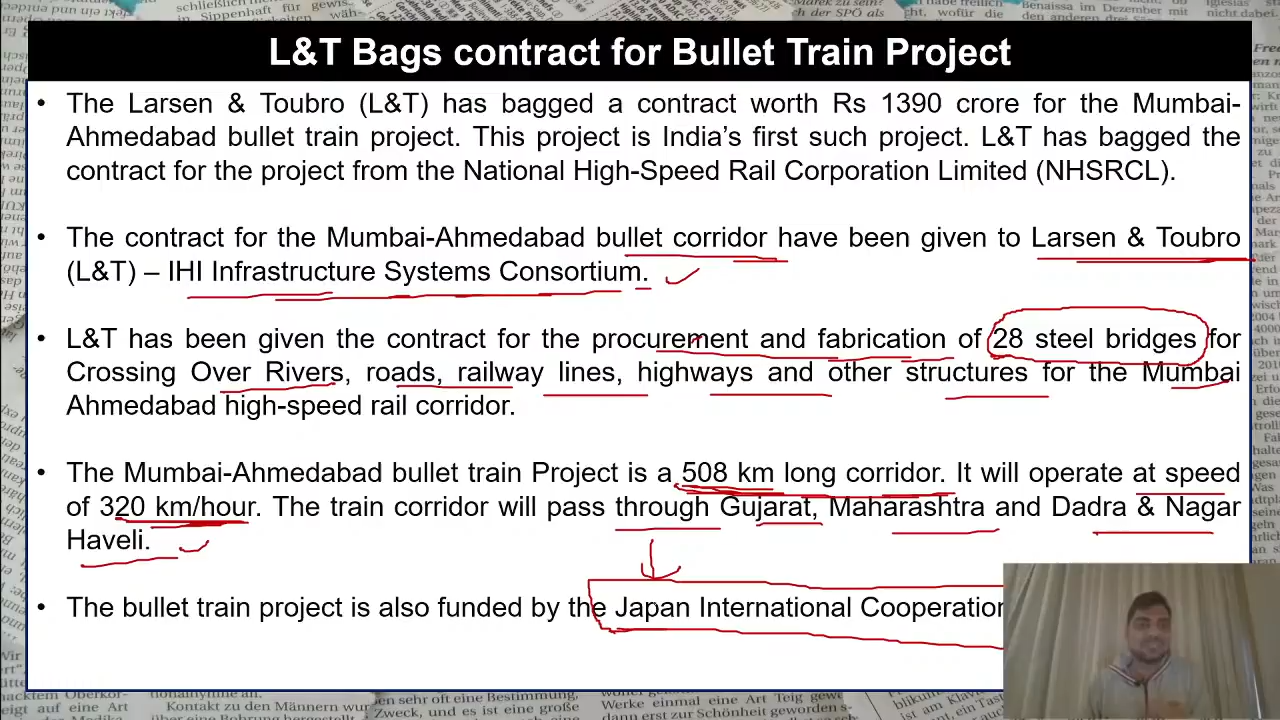 L&T Bags contract for Bullet Train Project
• The Larsen & Toubro (L&T) has bagged a contract worth Rs 1390 crore for the Mumbai-
Ahmedabad bullet train project. This project is India's first such project. L&T has bagged the
contract for the project from the National High-Speed Rail Corporation Limited (NHSRCL).
• The contract for the Mumbai-Ahmedabad bullet corridor have been given to Larsen & Toubro
(L&T) – IHI Infrastructure Systems Consortium.
• L&T has been given the contract for the procurement and fabrication of 28 steel bridges for
Crossing Over Rivers, roads, railway lines, highways and other structures for the Mumbai
Ahmedabad high-speed rail corridor.
• The Mumbai-Ahmedabad bullet train Project is a 508 km long corridor. It will operate at speed
of 320 km/hour. The train corridor will pass through Gujarat, Maharashtra and Dadra & Nagar
Haveli.
• The bullet train project is also funded by the Japan International Cooperation